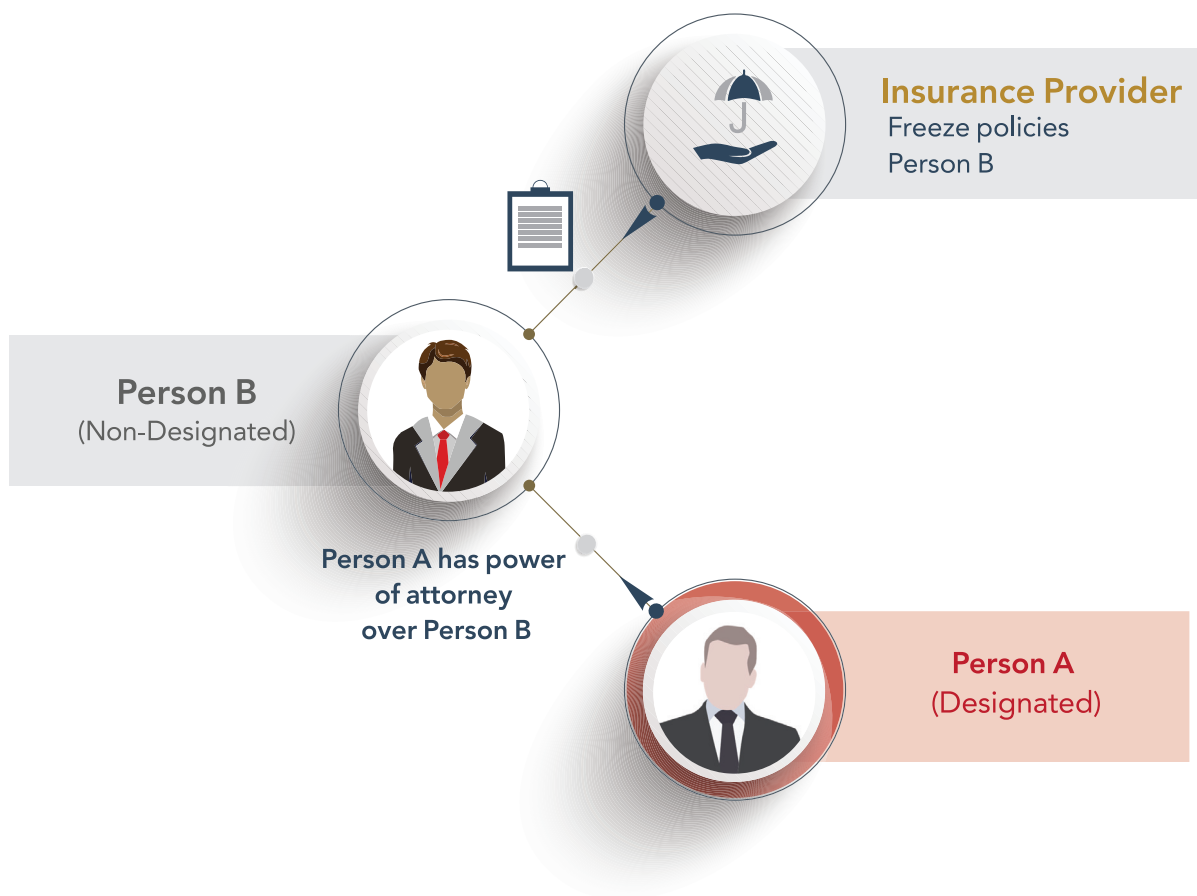 Insurance Provider
Freeze policies
Person B
Person B
(Non-Designated)
Person A has power
of attorney
over Person B
Person A
(Designated)